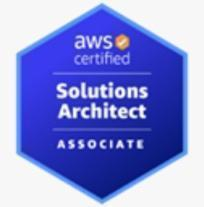 aws
certified
Solutions
Architect
ASSOCIATE